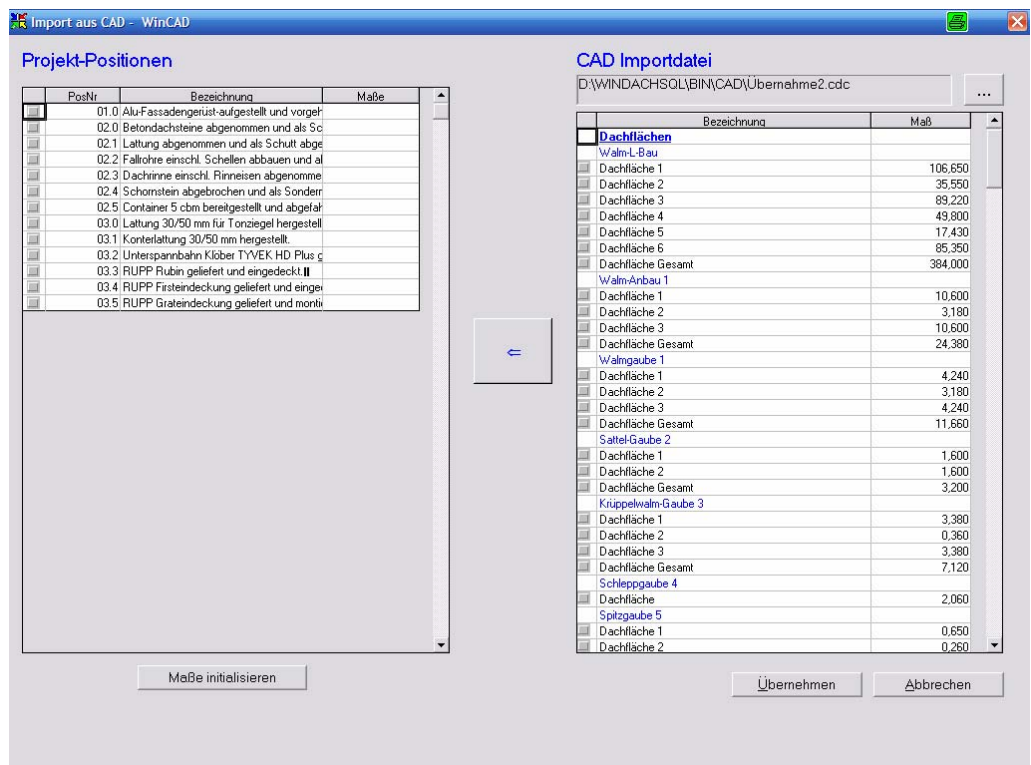 Import aus CAD - WinCAD
Projekt-Positionen
PosNr Bezeichnung Maße
01.0 Alu-Fassadengerüst-aufgestellt und vorgeh
02.0 Betondachsteine abgenommen und als Sc
02.1 Lattung abgenommen und als Schutt abge
02.2 Fallrohre einschl. Schellen abbauen und al
02.3 Dachrinne einschl. Rinneisen abgenomme
02.4 Schornstein abgebrochen und als Sonderr
02.5 Container 5 cbm bereitgestellt und abgefah
03.0 Lattung 30/50 mm für Tonziegel hergestell
03.1 Konterlattung 30/50 mm hergestellt.
03.2 Unterspannbahn Klöber TYVEK HD Plus g
03.3 RUPP Rubin geliefert und eingedeckt.
03.4 RUPP Firsteindeckung geliefert und einge
03.5 RUPP Grateindeckung geliefert und monti
Maße initialisieren
⇐
CAD Importdatei
D:\WINDACHSQL\BIN\CAD\Übernahme2.cdc
...
Bezeichnung Maß
Dachflächen
Walm-L-Bau
Dachfläche 1 106,650
Dachfläche 2 35,550
Dachfläche 3 89,220
Dachfläche 4 49,800
Dachfläche 5 17,430
Dachfläche 6 85,350
Dachfläche Gesamt 384,000
Walm-Anbau 1
Dachfläche 1 10,600
Dachfläche 2 3,180
Dachfläche 3 10,600
Dachfläche Gesamt 24,380
Walmgaube 1
Dachfläche 1 4,240
Dachfläche 2 3,180
Dachfläche 3 4,240
Dachfläche Gesamt 11,660
Sattel-Gaube 2
Dachfläche 1 1,600
Dachfläche 2 1,600
Dachfläche Gesamt 3,200
Krüppelwalm-Gaube 3
Dachfläche 1 3,380
Dachfläche 2 0,360
Dachfläche 3 3,380
Dachfläche Gesamt 7,120
Schleppgaube 4
Dachfläche 2,060
Spitzgaube 5
Dachfläche 1 0,650
Dachfläche 2 0,260
Übernehmen
Abbrechen